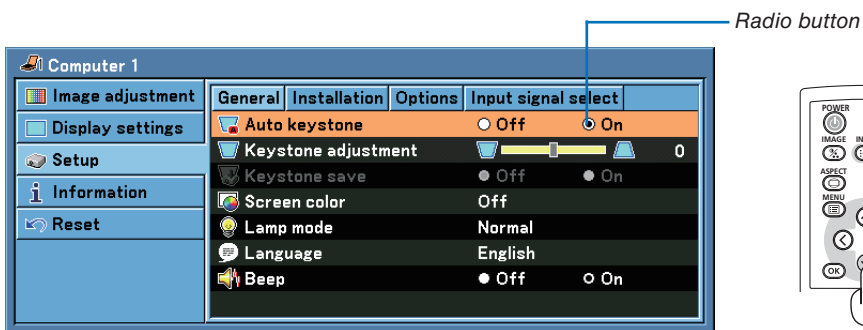 Radio button
Computer 1
Image adjustment
Display settings
Setup
Information
Reset
General Installation Options Input signal select
Auto keystone Off On
Keystone adjustment 0
Keystone save Off On
Screen color Off
Lamp mode Normal
Language English
Beep Off On
POWER
IMAGE IN
ASPECT
MENU
OK